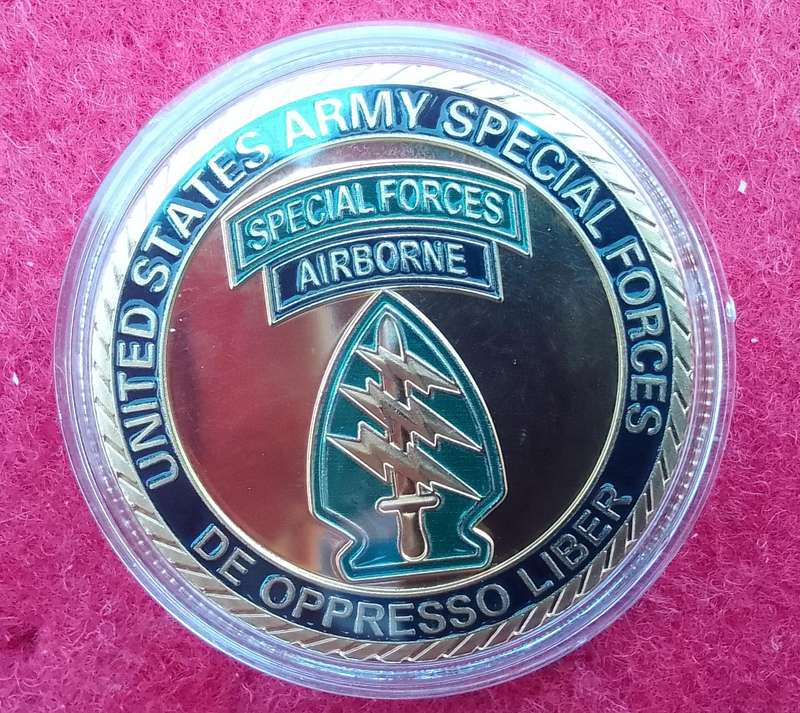 UNITED STATES ARMY SPECIAL FORCES
SPECIAL FORCES
AIRBORNE
DE OPPRESSO LIBER